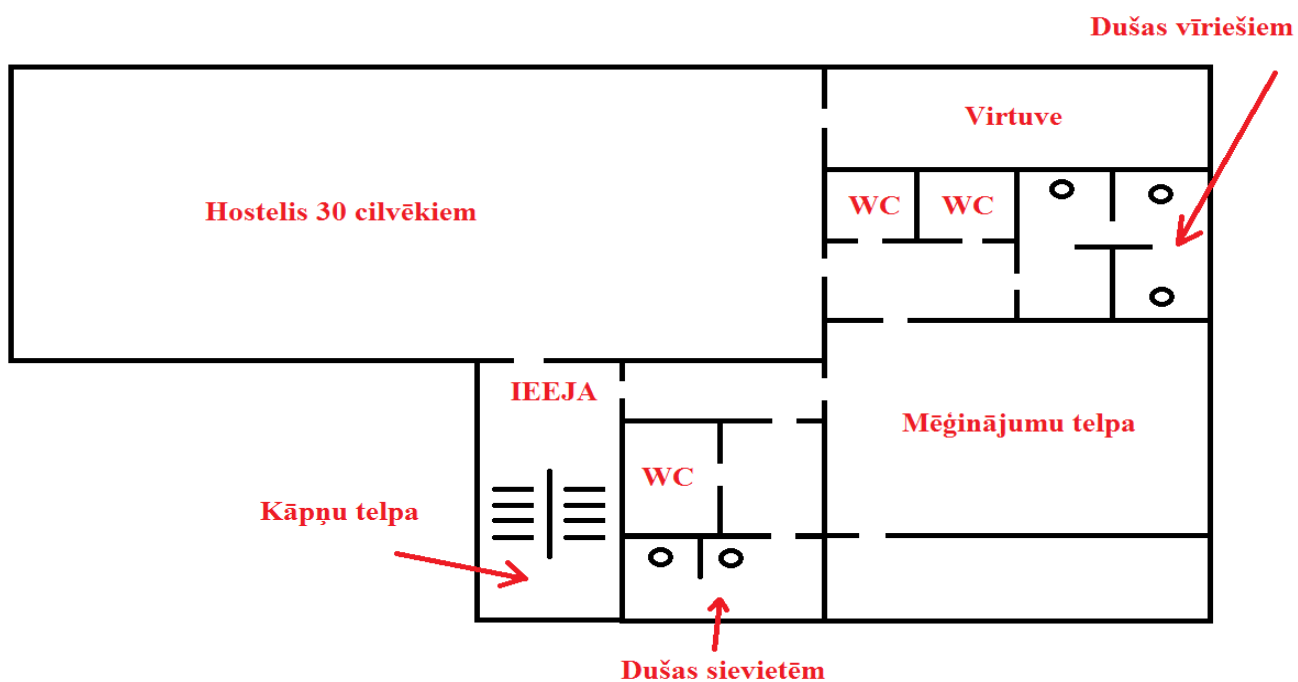 Dušas vīriešiem
Virtuve
Hostelis 30 cilvēkiem
WC
WC
IEEJA
Mēģinājumu telpa
WC
Kāpņu telpa
Dušas sievietēm